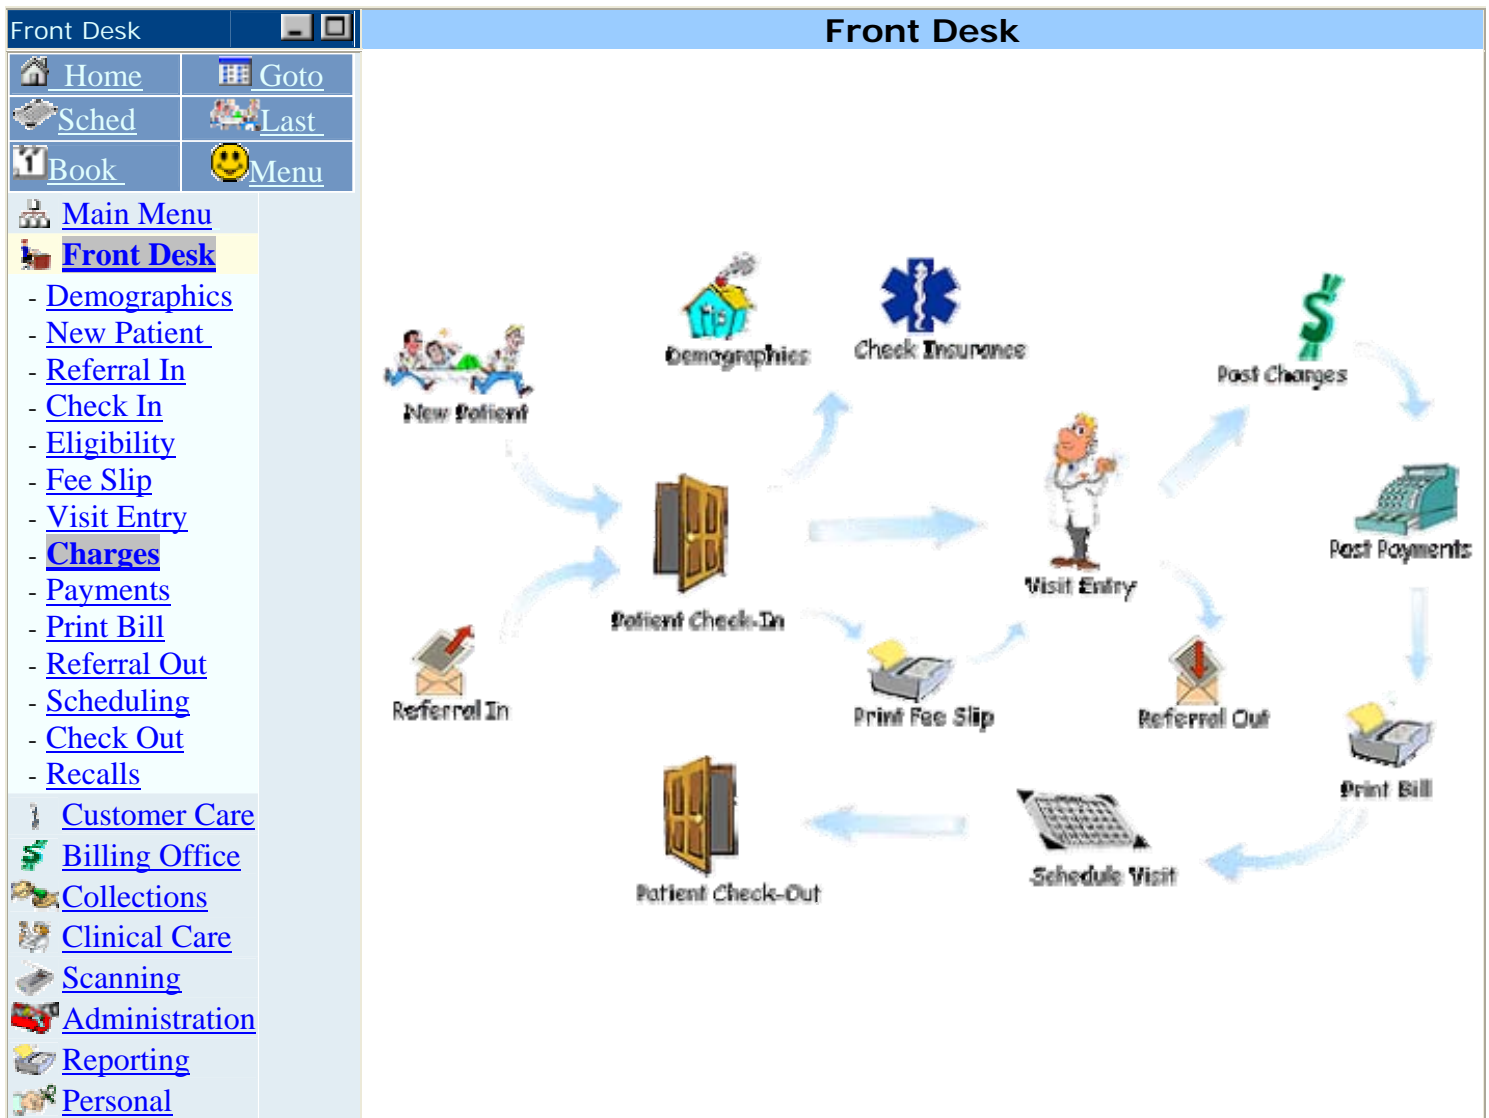 Front Desk
Front Desk
Home
Goto
Sched
Last
1
Book
Menu
Main Menu
Front Desk
- Demographics
- New Patient
- Referral In
- Check In
- Eligibility
- Fee Slip
- Visit Entry
- Charges
- Payments
- Print Bill
- Referral Out
- Scheduling
- Check Out
- Recalls
Customer Care
Billing Office
Collections
Clinical Care
Scanning
Administration
Reporting
Personal
Demographics
Check Insurance
$
Post Charges
New Patient
Post Payments
Visit Entry
Patient Check-In
Referral In
Print Fee Slip
Referral Out
Print Bill
Schedule Visit
Patient Check-Out